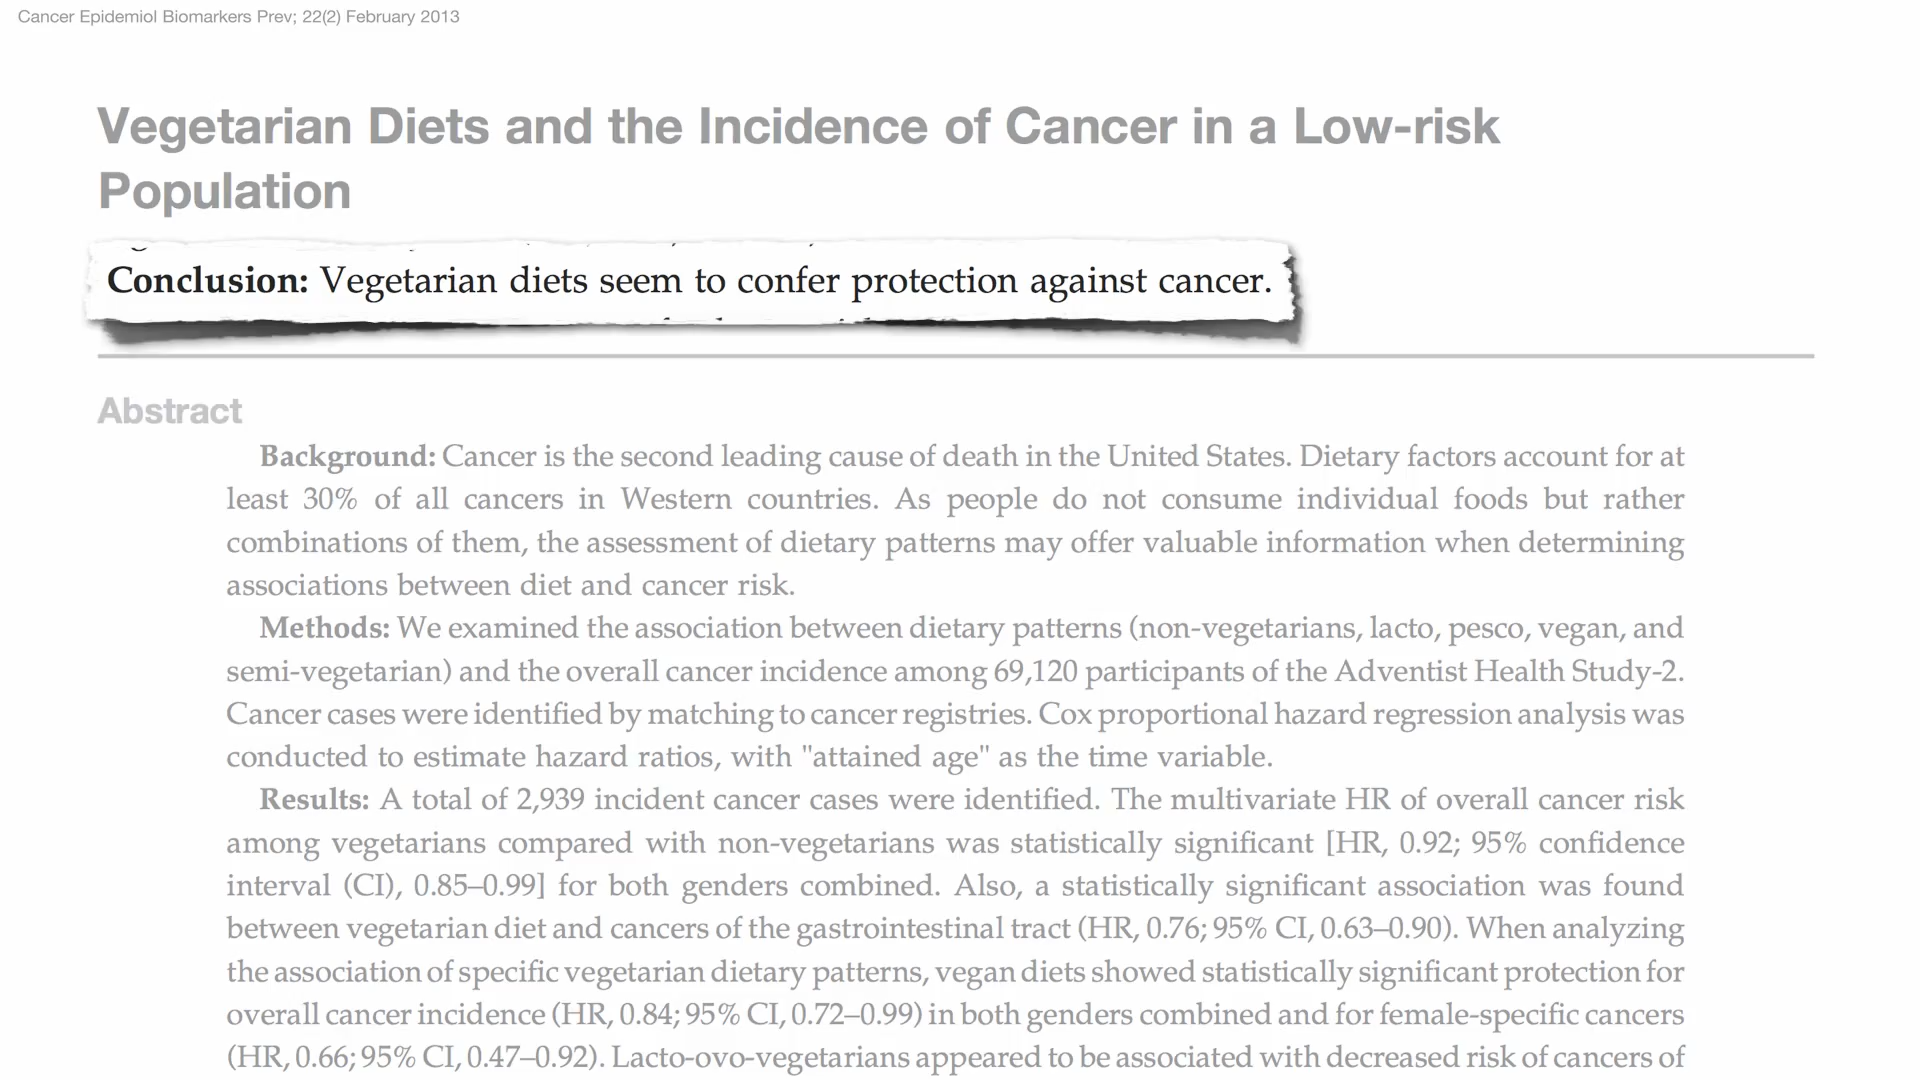 Cancer Epidemiol Biomarkers Prev; 22(2) February 2013
Vegetarian Diets and the Incidence of Cancer in a Low-risk
Population
Conclusion: Vegetarian diets seem to confer protection against cancer.
Abstract
Background: Cancer is the second leading cause of death in the United States. Dietary factors account for at
least 30% of all cancers in Western countries. As people do not consume individual foods but rather
combinations of them, the assessment of dietary patterns may offer valuable information when determining
associations between diet and cancer risk.
Methods: We examined the association between dietary patterns (non-vegetarians, lacto, pesco, vegan, and
semi-vegetarian) and the overall cancer incidence among 69,120 participants of the Adventist Health Study-2.
Cancer cases were identified by matching to cancer registries. Cox proportional hazard regression analysis was
conducted to estimate hazard ratios, with "attained age" as the time variable.
Results: A total of 2,939 incident cancer cases were identified. The multivariate HR of overall cancer risk
among vegetarians compared with non-vegetarians was statistically significant [HR, 0.92; 95% confidence
interval (CI), 0.85–0.99] for both genders combined. Also, a statistically significant association was found
between vegetarian diet and cancers of the gastrointestinal tract (HR, 0.76; 95% CI, 0.63–0.90). When analyzing
the association of specific vegetarian dietary patterns, vegan diets showed statistically significant protection for
overall cancer incidence (HR, 0.84; 95% CI, 0.72–0.99) in both genders combined and for female-specific cancers
(HR, 0.66; 95% CI, 0.47–0.92). Lacto-ovo-vegetarians appeared to be associated with decreased risk of cancers of